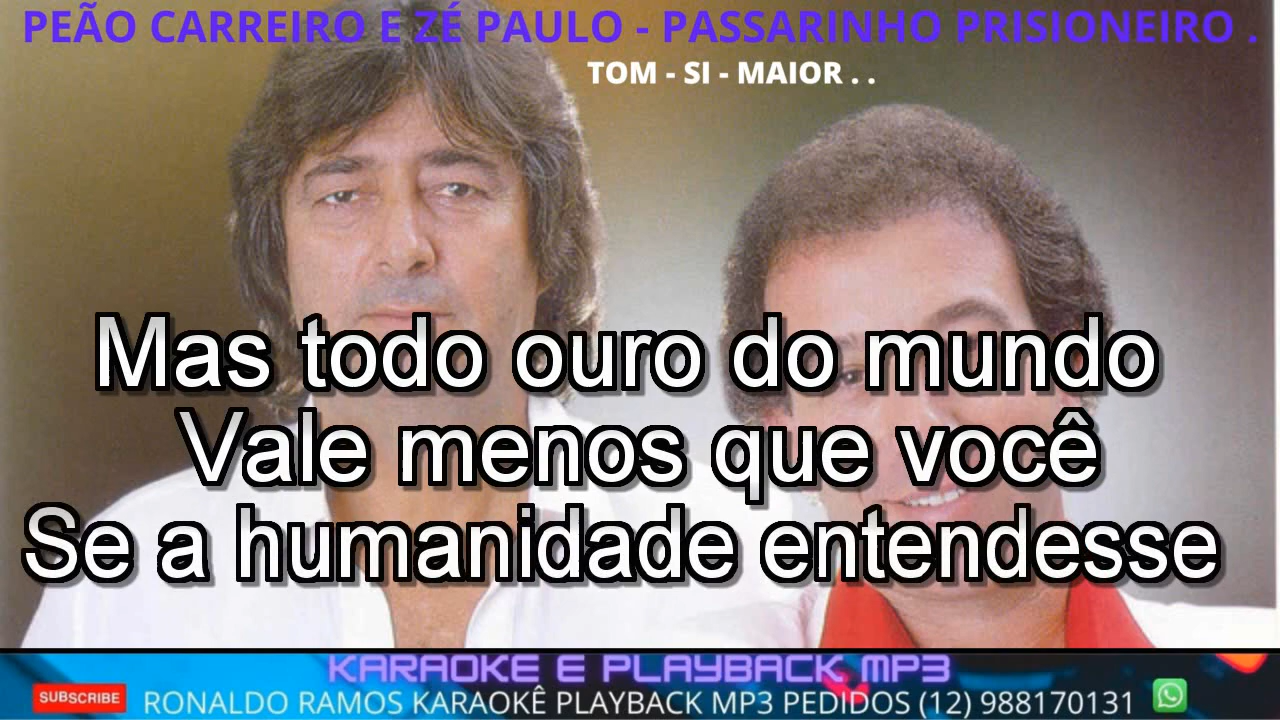 PEÃO CARREIRO E ZÉ PAULO - PASSARINHO PRISIONEIRO .
TOM - SI - MAIOR . .
Mas todo ouro do mundo
Vale menos que você
Se a humanidade entendesse
KARAOKE E PLAYBACK MP3
SUBSCRIBE RONALDO RAMOS KARAOKÊ PLAYBACK MP3 PEDIDOS (12) 988170131